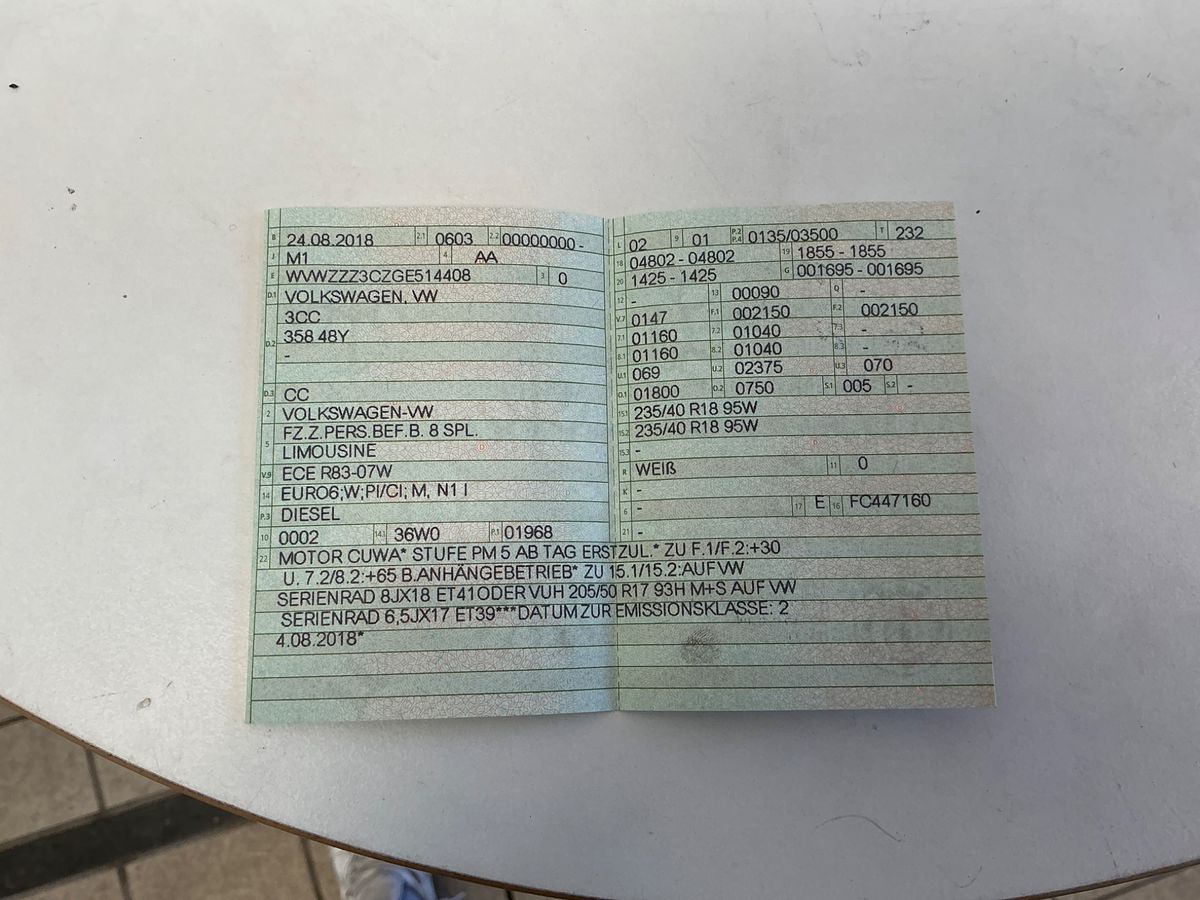 B 24.08.2018 2.1 0603 2.2 00000000 -
J M1 4 AA
E WVWZZZ3CZGE514408 3 0
D.1 VOLKSWAGEN, VW
3CC
D.2 358 48Y
-
D.3 CC
2 VOLKSWAGEN-VW
5 FZ.Z.PERS.BEF.B. 8 SPL.
LIMOUSINE
V.9 ECE R83-07W
14 EURO6;W;PI/CI; M, N1 I
P.3 DIESEL
10 0002 14.1 36W0 P.1 01968
L 02 9 01 P.2 P.4 0135/03500 T 232
18 04802 - 04802 19 1855 - 1855
20 1425 - 1425 G 001695 - 001695
12 - 13 00090 Q -
V.7 0147 F.1 002150 F.2 002150
7.1 01160 7.2 01040 7.3 -
8.1 01160 8.2 01040 8.3 -
U.1 069 U.2 02375 U.3 070
O.1 01800 O.2 0750 S.1 005 S.2 -
15.1 235/40 R18 95W
15.2 235/40 R18 95W
15.3 -
R WEIß 11 0
K -
6 - 17 E 16 FC447160
21 -
22 MOTOR CUWA* STUFE PM 5 AB TAG ERSTZUL.* ZU F.1/F.2:+30
U. 7.2/8.2:+65 B.ANHÄNGEBETRIEB* ZU 15.1/15.2:AUF VW
SERIENRAD 8JX18 ET41ODER VUH 205/50 R17 93H M+S AUF VW
SERIENRAD 6,5JX17 ET39***DATUM ZUR EMISSIONSKLASSE: 2
4.08.2018*